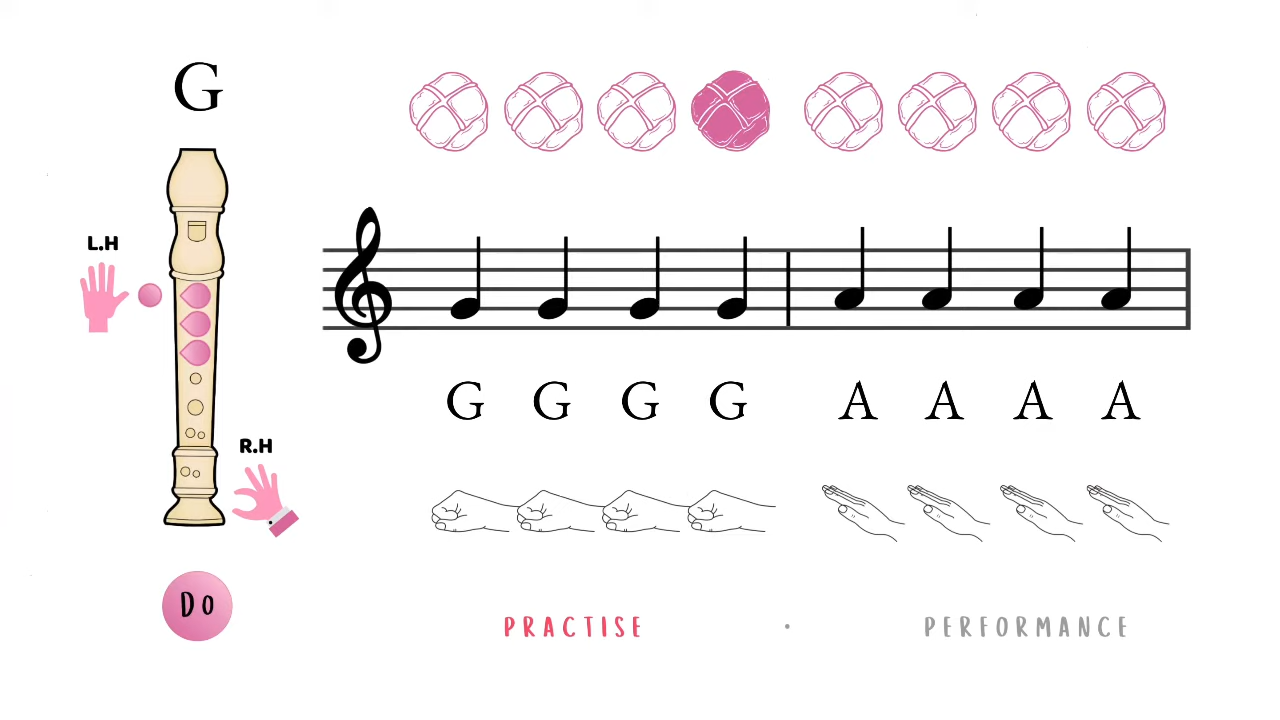 G
L.H
G G G G A A A A
R.H
Do
PRACTISE • PERFORMANCE